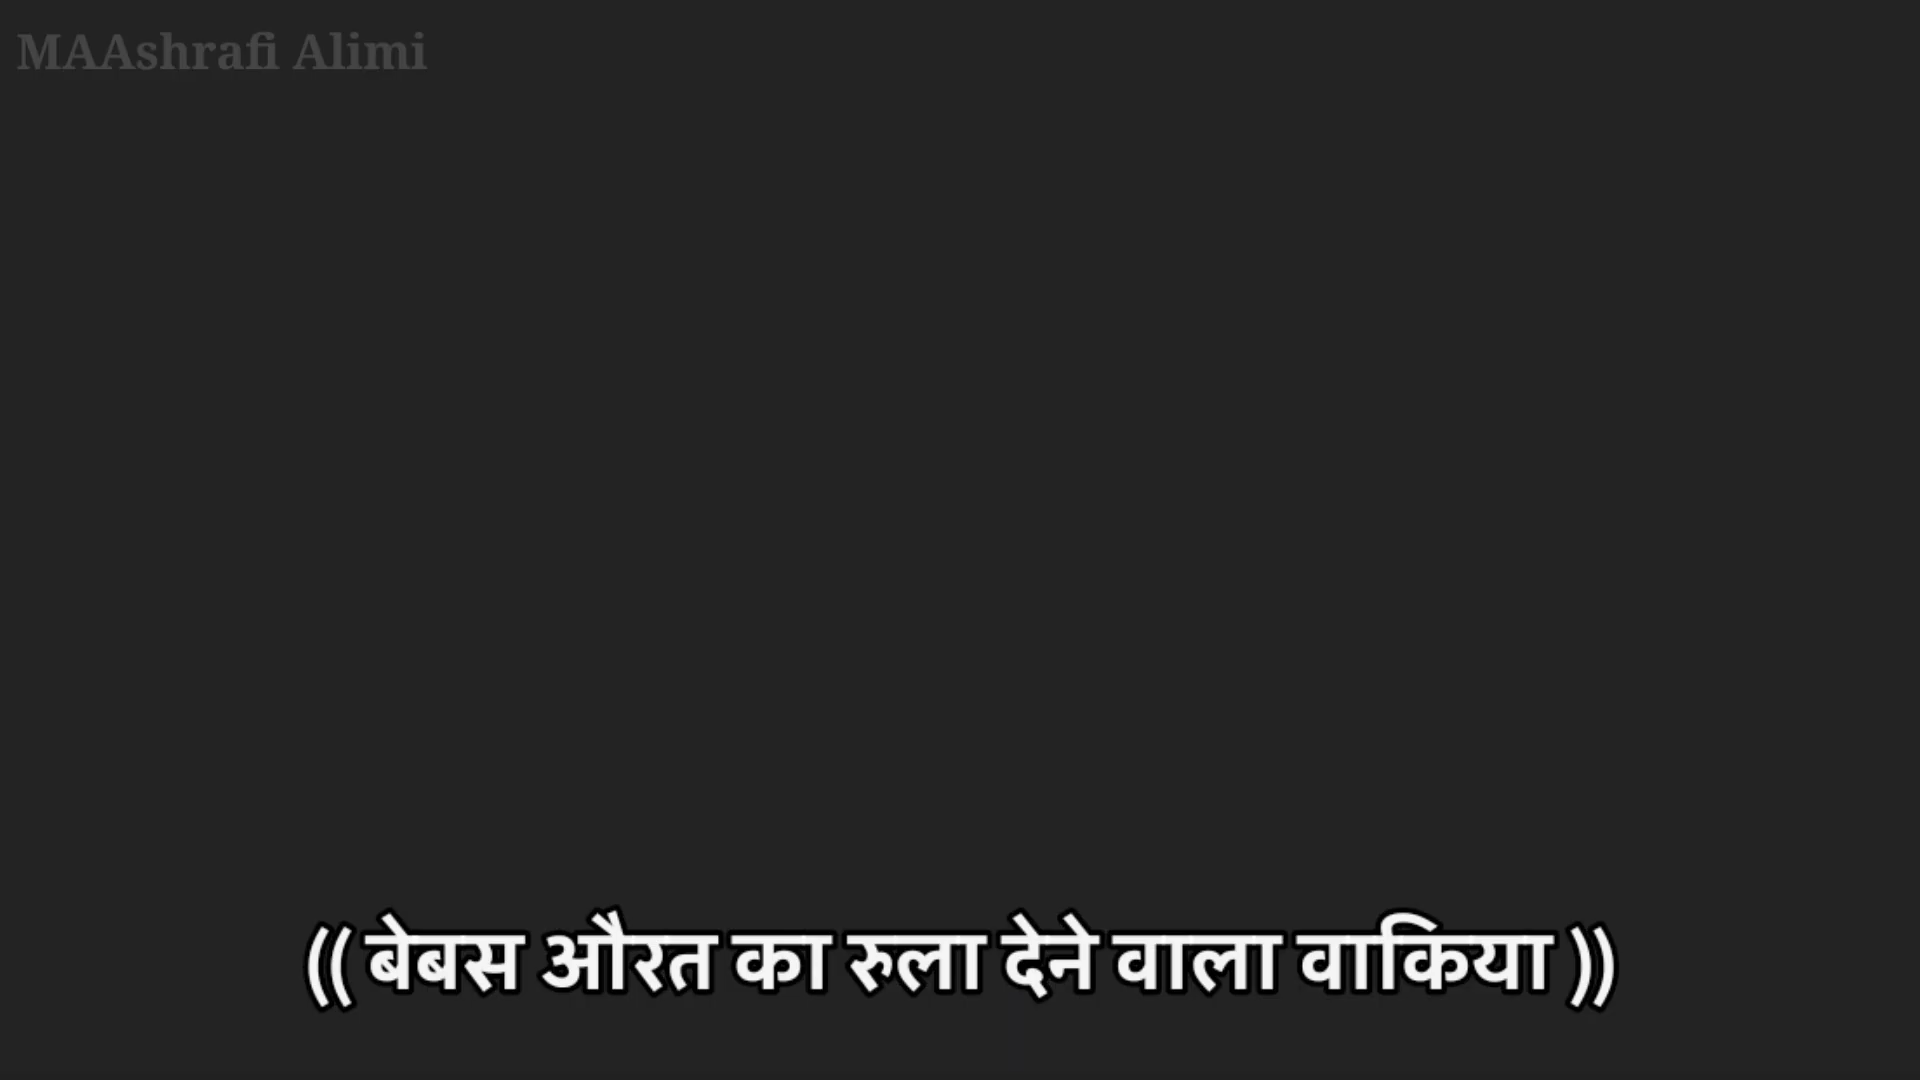 MAAshrafi Alimi
(( बेबस औरत का रुला देने वाला वाकिया ))